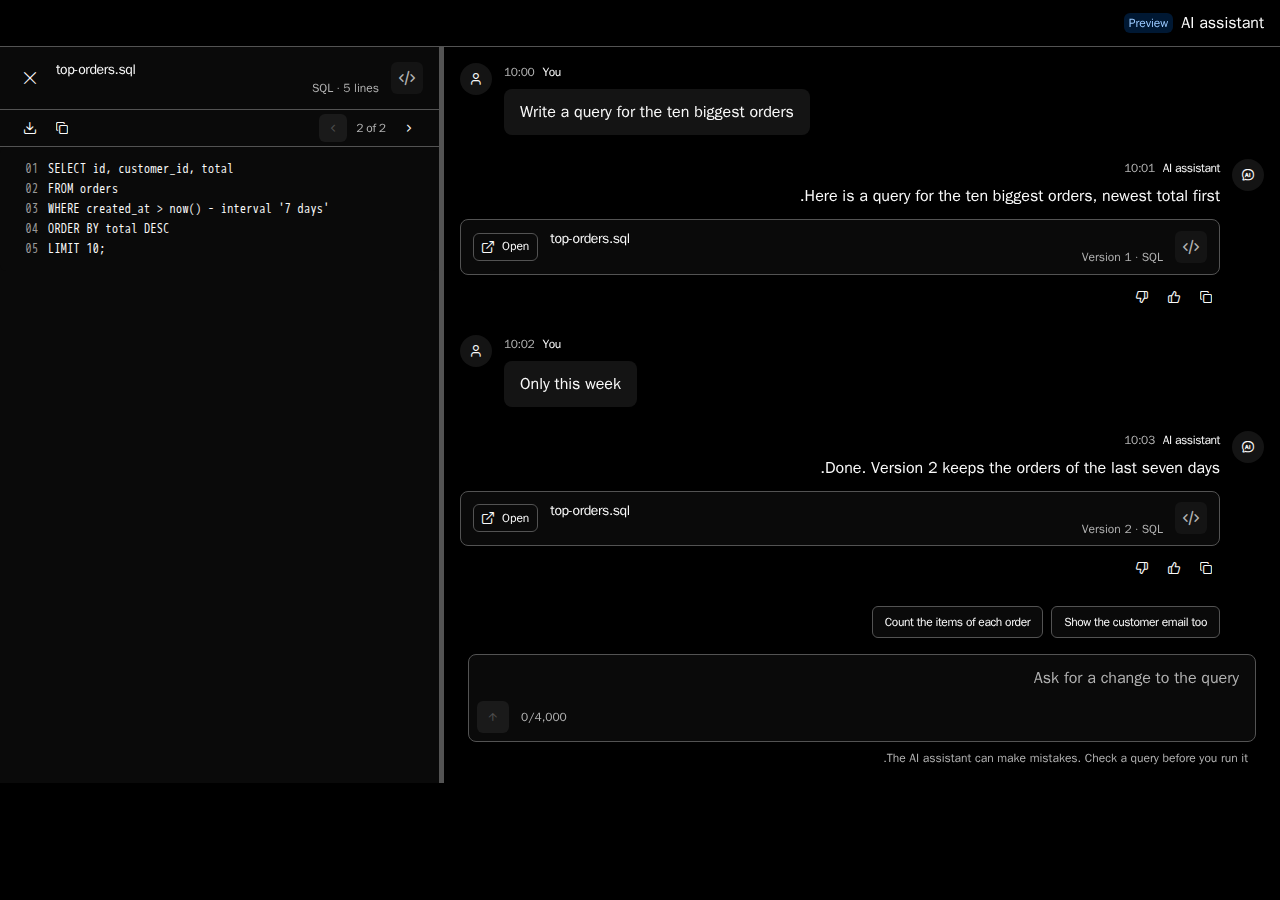 Preview AI assistant
top-orders.sql
SQL · 5 lines
2 of 2
01 SELECT id, customer_id, total
02 FROM orders
03 WHERE created_at > now() - interval '7 days'
04 ORDER BY total DESC
05 LIMIT 10;
10:00 You
Write a query for the ten biggest orders
10:01 AI assistant
.Here is a query for the ten biggest orders, newest total first
Open
top-orders.sql
Version 1 · SQL
10:02 You
Only this week
10:03 AI assistant
.Done. Version 2 keeps the orders of the last seven days
Open
top-orders.sql
Version 2 · SQL
Count the items of each order
Show the customer email too
Ask for a change to the query
0/4,000
.The AI assistant can make mistakes. Check a query before you run it